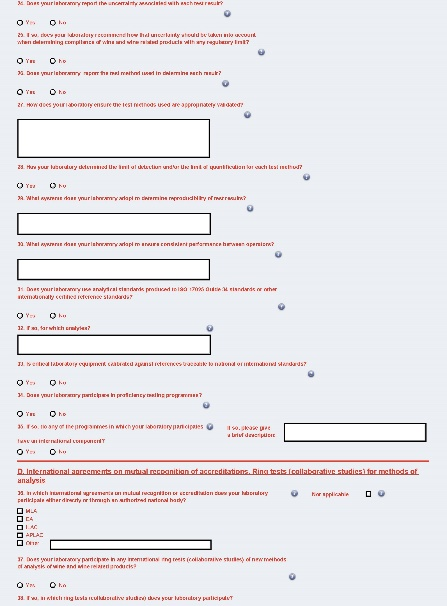 24. Does your laboratory report the uncertainty associated with each test result?
Yes No
25. If so, does your laboratory recommend how that uncertainty should be taken into account
when determining compliance of wine and wine related products with any regulatory limit?
Yes No
26. Does your laboratory report the test method used to determine each result?
Yes No
27. How does your laboratory ensure the test methods used are appropriately validated?
28. Has your laboratory determined the limit of detection and/or the limit of quantification for each test method?
Yes No
29. What systems does your laboratory adopt to determine reproducibility of test results?
30. What systems does your laboratory adopt to ensure consistent performance between operators?
31. Does your laboratory use analytical standards produced to ISO 17025 Guide 34 standards or other
internationally certified reference standards?
Yes No
32. If so, for which analytes?
33. Is critical laboratory equipment calibrated against references traceable to national or international standards?
Yes No
34. Does your laboratory participate in proficiency testing programmes?
Yes No
35. If so, do any of the programmes in which your laboratory participates
If so, please give
a brief description:
have an international component?
Yes No
D. International agreements on mutual recognition of accreditations. Ring tests (collaborative studies) for methods of
analysis
36. In which international agreements on mutual recognition or accreditation does your laboratory
participate either directly or through an authorized national body?
Not applicable
MLA
EA
ILAC
APLAC
Other
37. Does your laboratory participate in any international ring tests (collaborative studies) of new methods
of analysis of wine and wine related products?
Yes No
38. If so, in which ring tests (collaborative studies) does your laboratory participate?